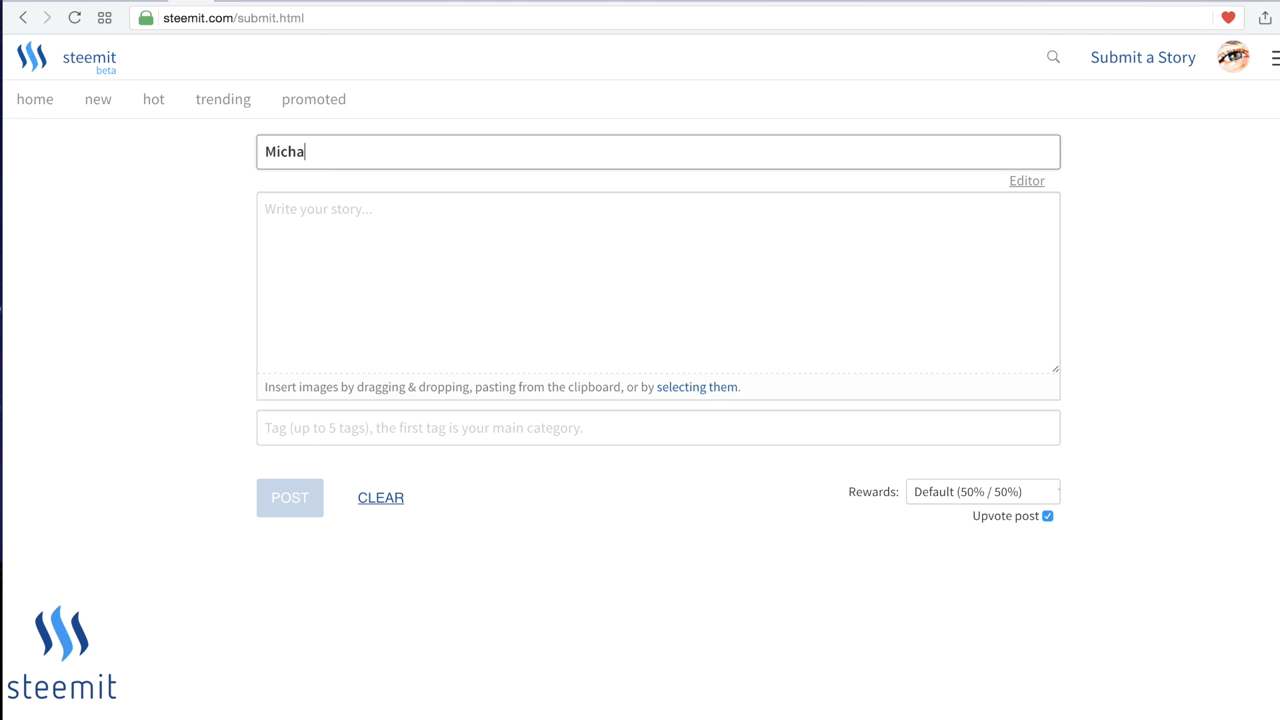 steemit.com/submit.html
steemit
beta
Submit a Story
home new hot trending promoted
Micha
Editor
Write your story...
Insert images by dragging & dropping, pasting from the clipboard, or by selecting them.
Tag (up to 5 tags), the first tag is your main category.
POST CLEAR
Rewards: Default (50% / 50%)
Upvote post
steemit